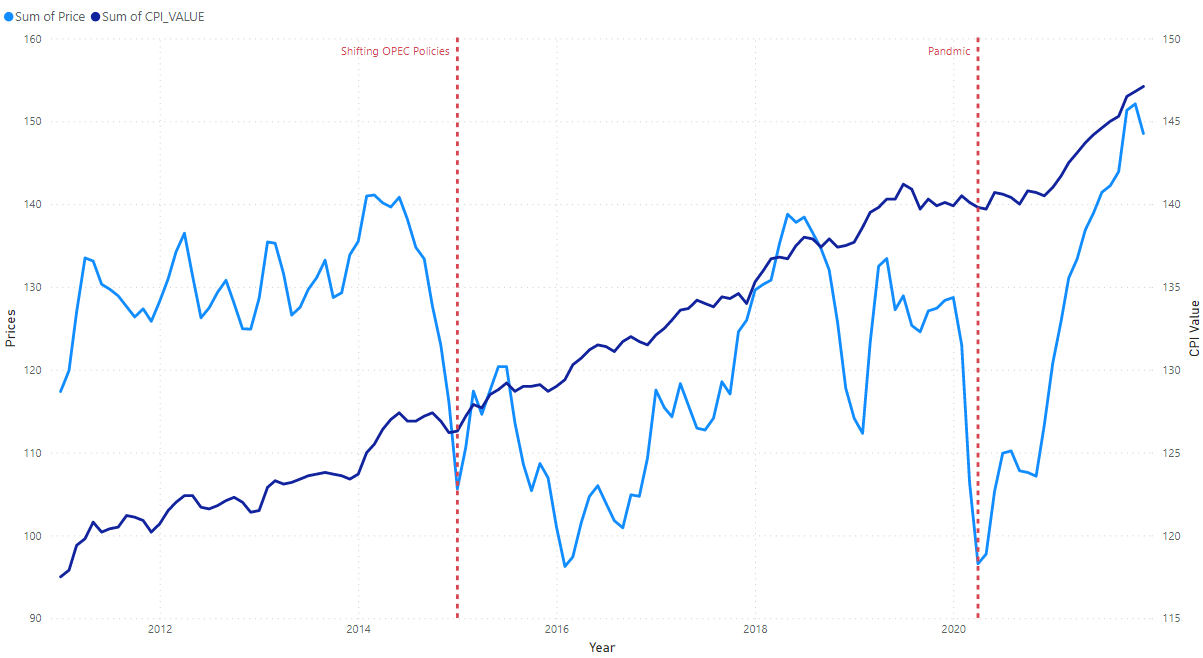 Sum of Price Sum of CPI_VALUE
160 150
Shifting OPEC Policies Pandmic
150 145
140 140
130 135
120 130
110 125
100 120
90 115
Prices
CPI Value
2012 2014 2016 2018 2020
Year